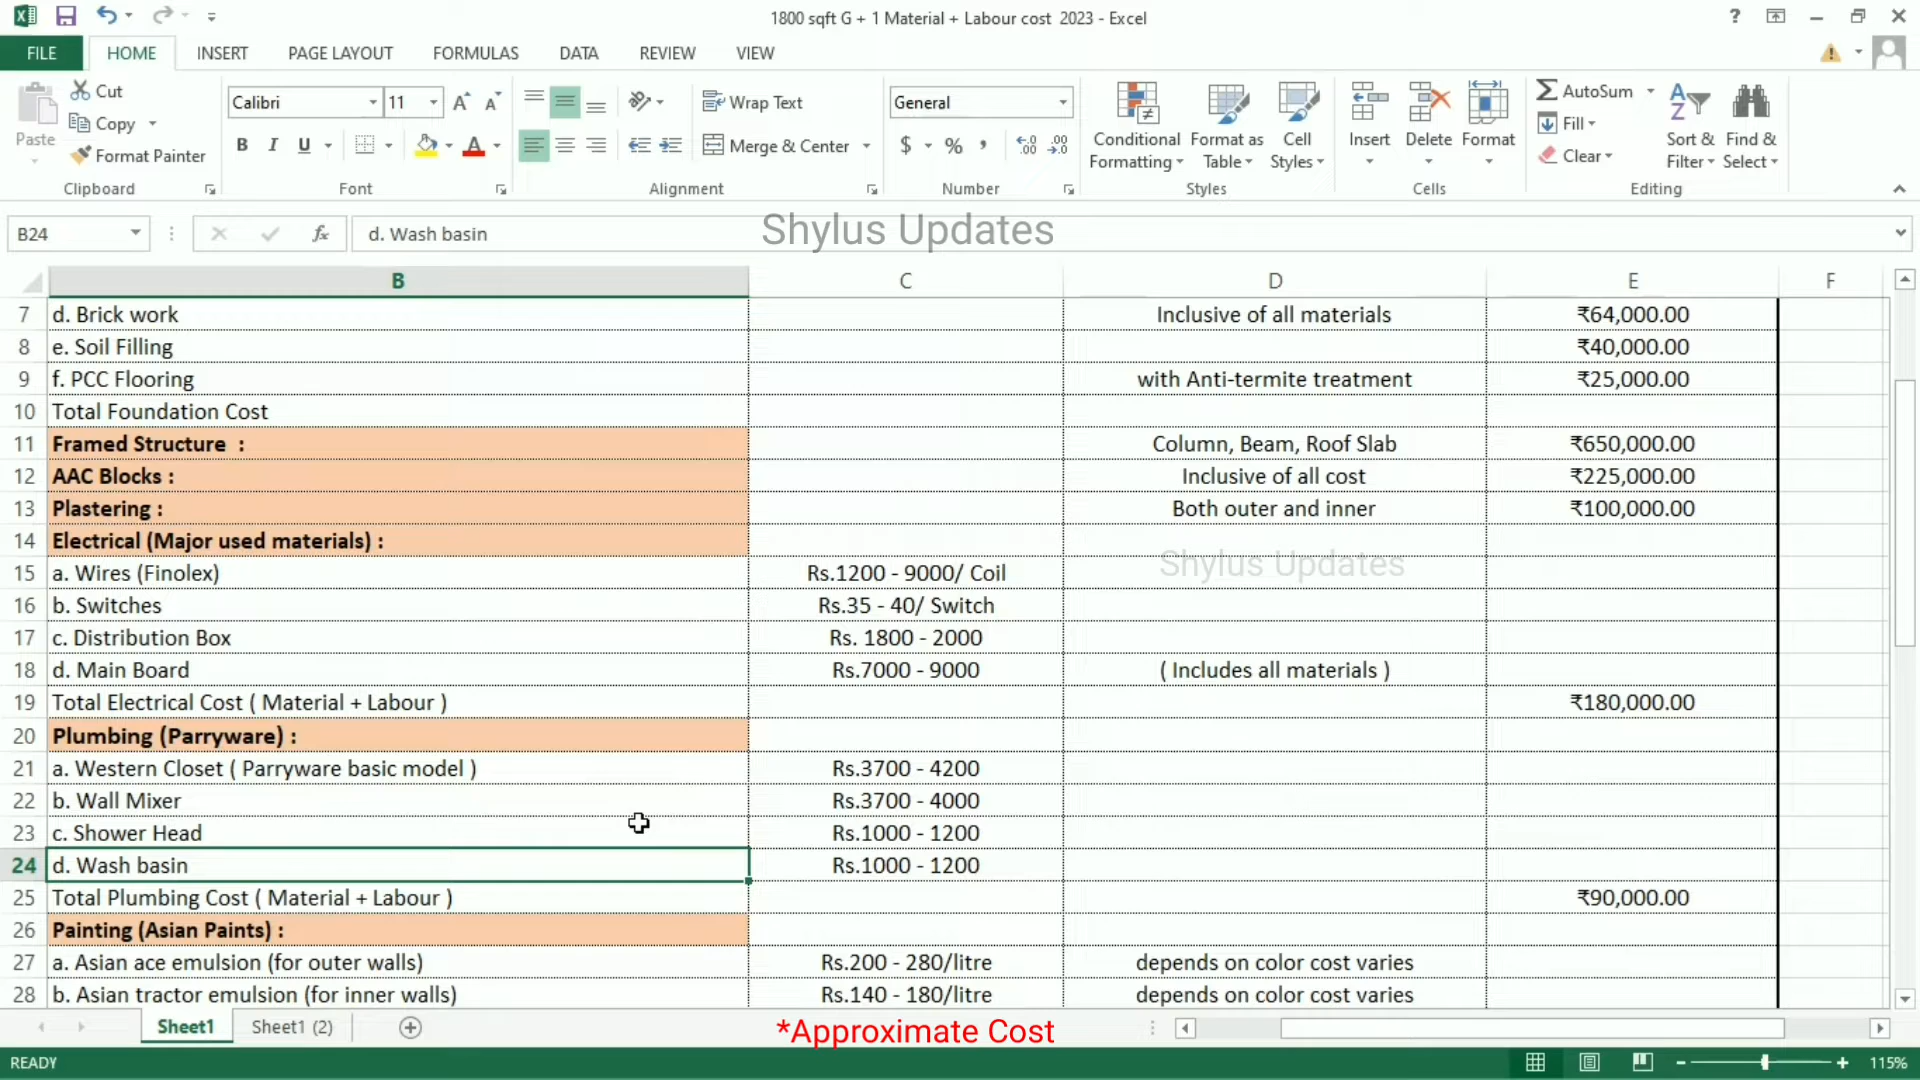 1800 sqft G + 1 Material + Labour cost  2023 - Excel
FILE HOME INSERT PAGE LAYOUT FORMULAS DATA REVIEW VIEW
Paste
Cut
Copy
Format Painter
Clipboard
Calibri 11
B I U
Font
Wrap Text
Merge & Center
Alignment
General
$ % ,
Number
Conditional Formatting
Format as Table
Cell Styles
Styles
Insert Delete Format
Cells
AutoSum
Fill
Clear
Sort & Filter
Find & Select
Editing
B24 fx d. Wash basin
Shylus Updates
B C D E F
7 d. Brick work Inclusive of all materials ₹64,000.00
8 e. Soil Filling ₹40,000.00
9 f. PCC Flooring with Anti-termite treatment ₹25,000.00
10 Total Foundation Cost
11 Framed Structure  : Column, Beam, Roof Slab ₹650,000.00
12 AAC Blocks : Inclusive of all cost ₹225,000.00
13 Plastering : Both outer and inner ₹100,000.00
14 Electrical (Major used materials) :
Shylus Updates
15 a. Wires (Finolex) Rs.1200 - 9000/ Coil
16 b. Switches Rs.35 - 40/ Switch
17 c. Distribution Box Rs. 1800 - 2000
18 d. Main Board Rs.7000 - 9000 ( Includes all materials )
19 Total Electrical Cost ( Material + Labour ) ₹180,000.00
20 Plumbing (Parryware) :
21 a. Western Closet ( Parryware basic model ) Rs.3700 - 4200
22 b. Wall Mixer Rs.3700 - 4000
23 c. Shower Head Rs.1000 - 1200
24 d. Wash basin Rs.1000 - 1200
25 Total Plumbing Cost ( Material + Labour ) ₹90,000.00
26 Painting (Asian Paints) :
27 a. Asian ace emulsion (for outer walls) Rs.200 - 280/litre depends on color cost varies
28 b. Asian tractor emulsion (for inner walls) Rs.140 - 180/litre depends on color cost varies
Sheet1 Sheet1 (2)
*Approximate Cost
READY 115%